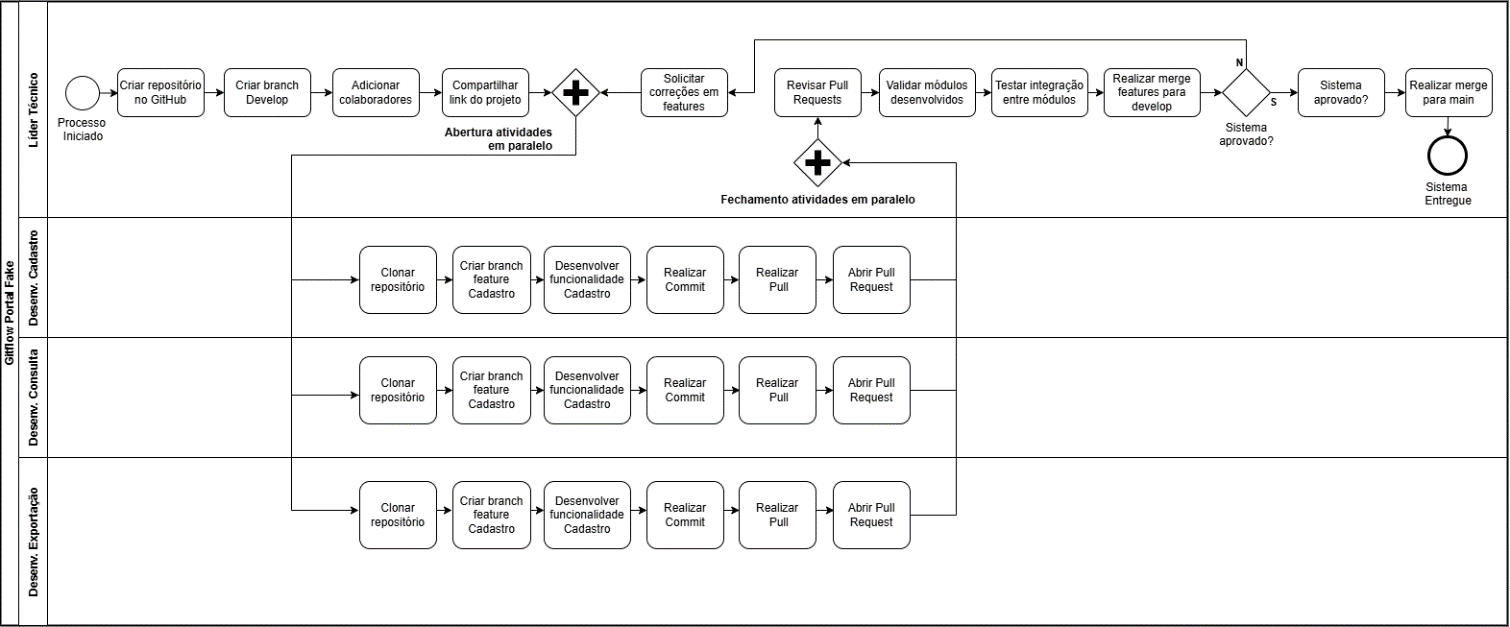 Gitflow Portal Fake
Líder Técnico
Processo
Iniciado
Criar repositório
no GitHub
Criar branch
Develop
Adicionar
colaboradores
Compartilhar
link do projeto
Abertura atividades
em paralelo
Solicitar
correções em
features
Revisar Pull
Requests
Validar módulos
desenvolvidos
Testar integração
entre módulos
Realizar merge
features para
develop
N
S
Sistema
aprovado?
Sistema
aprovado?
Realizar merge
para main
Sistema
Entregue
Fechamento atividades em paralelo
Desenv. Cadastro
Clonar
repositório
Criar branch
feature
Cadastro
Desenvolver
funcionalidade
Cadastro
Realizar
Commit
Realizar
Pull
Abrir Pull
Request
Desenv. Consulta
Clonar
repositório
Criar branch
feature
Cadastro
Desenvolver
funcionalidade
Cadastro
Realizar
Commit
Realizar
Pull
Abrir Pull
Request
Desenv. Exportação
Clonar
repositório
Criar branch
feature
Cadastro
Desenvolver
funcionalidade
Cadastro
Realizar
Commit
Realizar
Pull
Abrir Pull
Request